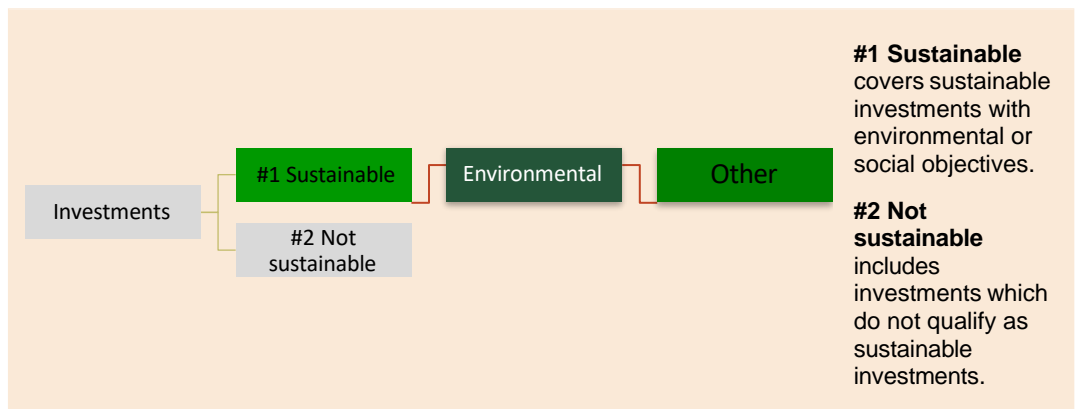 Investments
#1 Sustainable
Environmental
Other
#2 Not
sustainable
#1 Sustainable
covers sustainable
investments with
environmental or
social objectives.
#2 Not
sustainable
includes
investments which
do not qualify as
sustainable
investments.